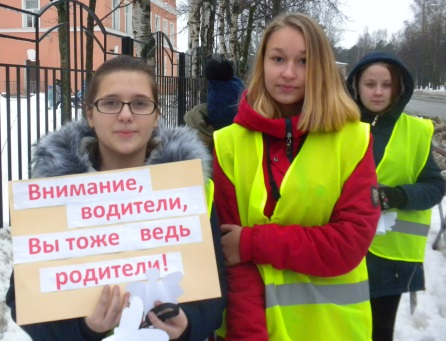 Внимание,
водители,
Вы тоже ведь
родители!